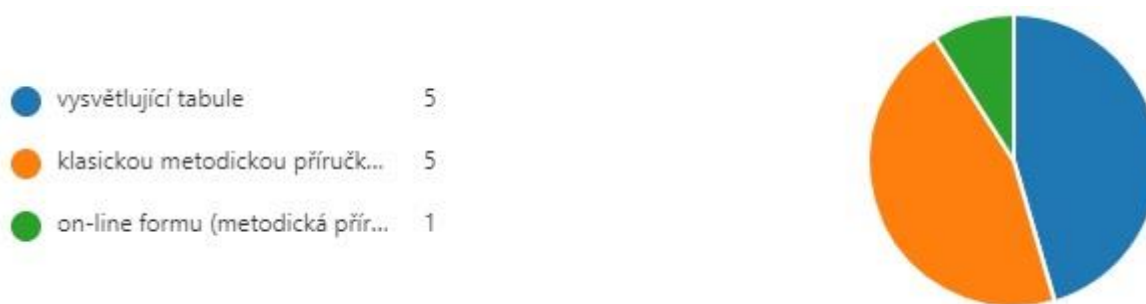 vysvětlující tabule 5
klasickou metodickou příručk... 5
on-line formu (metodická přír... 1